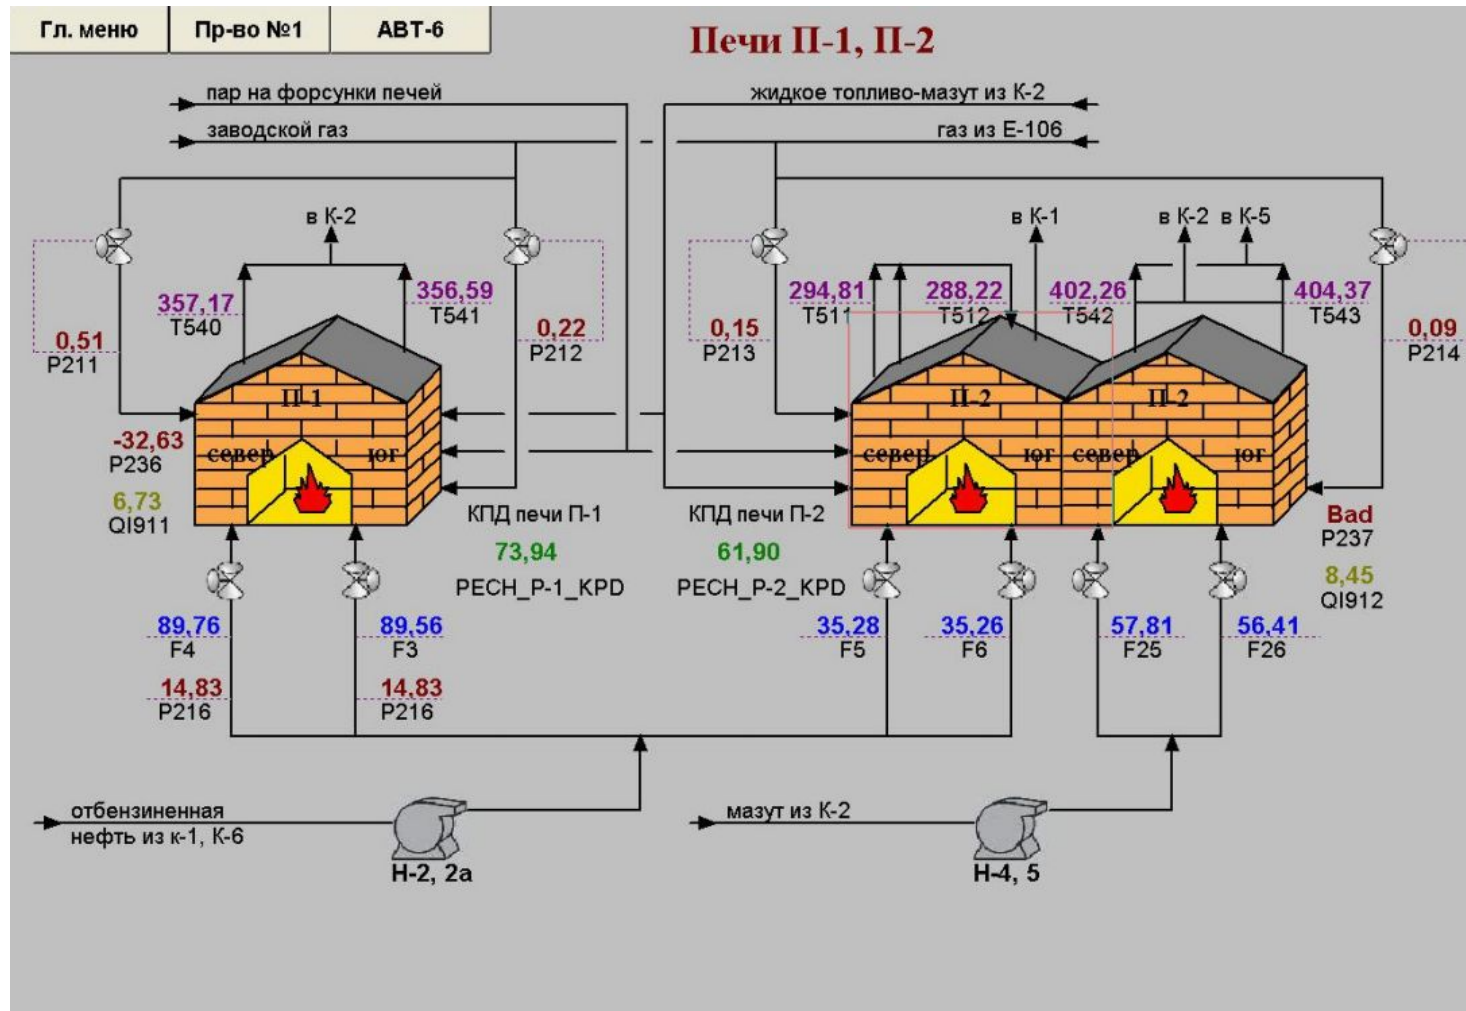 Гл. меню
Пр-во №1
АВТ-6
Печи П-1, П-2
пар на форсунки печей
жидкое топливо-мазут из К-2
заводской газ
газ из Е-106
в К-2
в К-1
в К-2
в К-5
357,17
T540
356,59
T541
294,81
T511
288,22
T512
402,26
T542
404,37
T543
0,51
P211
0,22
P212
0,15
P213
0,09
P214
П-1
П-2
П-2
-32,63
P236
север
юг
север
юг
север
юг
6,73
QI911
КПД печи П-1
73,94
PECH_P-1_KPD
КПД печи П-2
61,90
PECH_P-2_KPD
Bad
P237
8,45
QI912
89,76
F4
89,56
F3
35,28
F5
35,26
F6
57,81
F25
56,41
F26
14,83
P216
14,83
P216
отбензиненная
нефть из к-1, К-6
Н-2, 2а
мазут из К-2
Н-4, 5